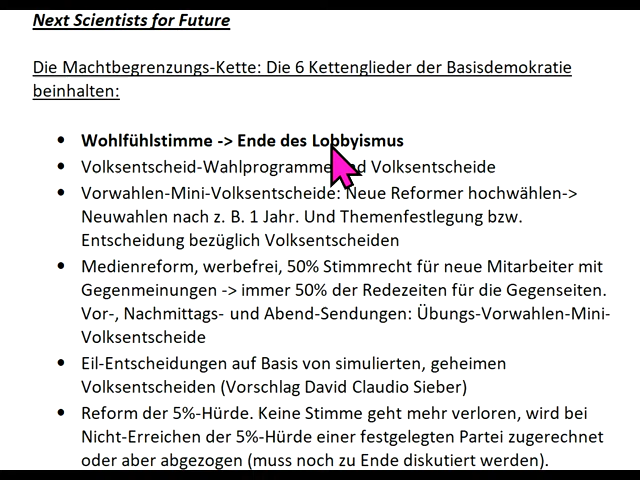 Next Scientists for Future
Die Machtbegrenzungs-Kette: Die 6 Kettenglieder der Basisdemokratie
beinhalten:
• Wohlfühlstimme -> Ende des Lobbyismus
• Volksentscheid-Wahlprogramme Volksentscheide
• Vorwahlen-Mini-Volksentscheide: Neue Reformer hochwählen->
Neuwahlen nach z. B. 1 Jahr. Und Themenfestlegung bzw.
Entscheidung bezüglich Volksentscheiden
• Medienreform, werbefrei, 50% Stimmrecht für neue Mitarbeiter mit
Gegenmeinungen -> immer 50% der Redezeiten für die Gegenseiten.
Vor-, Nachmittags- und Abend-Sendungen: Übungs-Vorwahlen-Mini-
Volksentscheide
• Eil-Entscheidungen auf Basis von simulierten, geheimen
Volksentscheiden (Vorschlag David Claudio Sieber)
• Reform der 5%-Hürde. Keine Stimme geht mehr verloren, wird bei
Nicht-Erreichen der 5%-Hürde einer festgelegten Partei zugerechnet
oder aber abgezogen (muss noch zu Ende diskutiert werden).